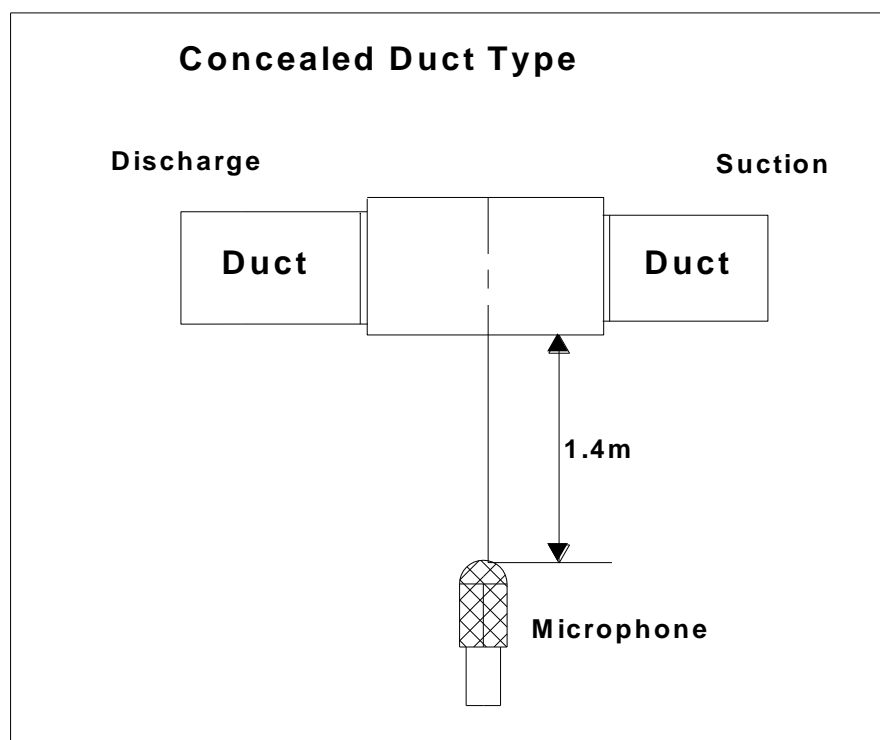 Concealed Duct Type
Discharge
Suction
Duct
Duct
1.4m
Microphone